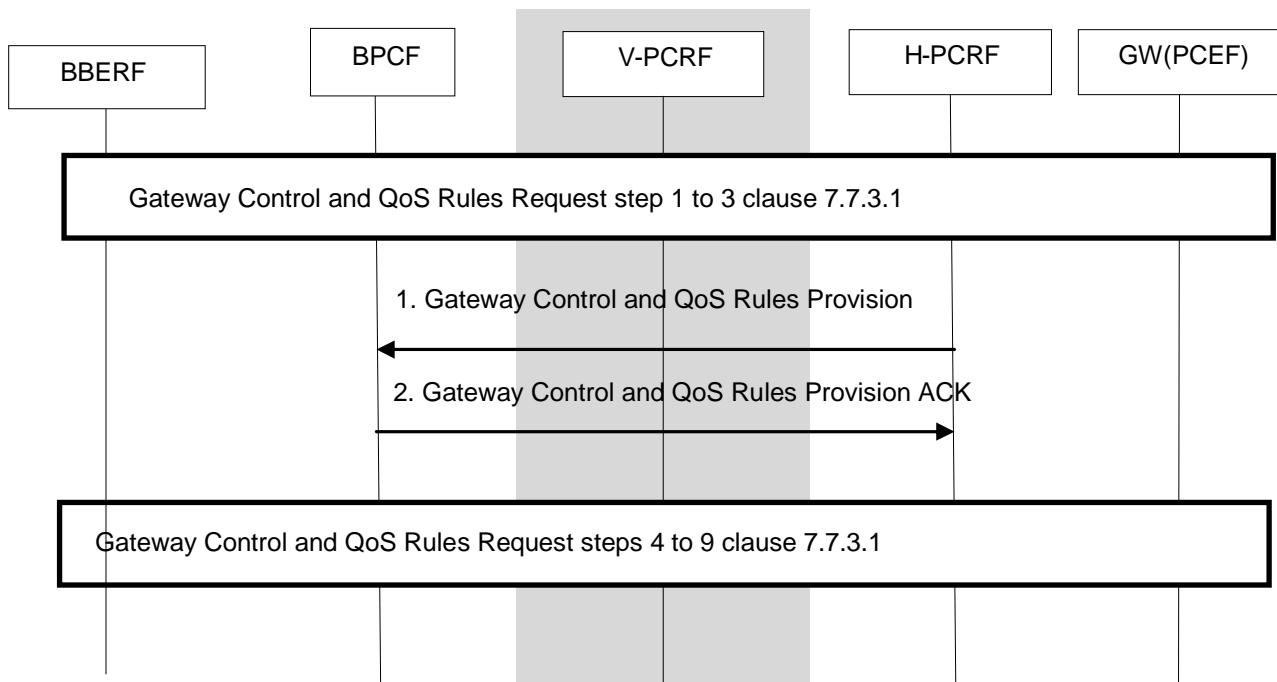 BBERF
BPCF
V-PCRF
H-PCRF
GW(PCEF)
Gateway Control and QoS Rules Request step 1 to 3 clause 7.7.3.1
1. Gateway Control and QoS Rules Provision
2. Gateway Control and QoS Rules Provision ACK
Gateway Control and QoS Rules Request steps 4 to 9 clause 7.7.3.1